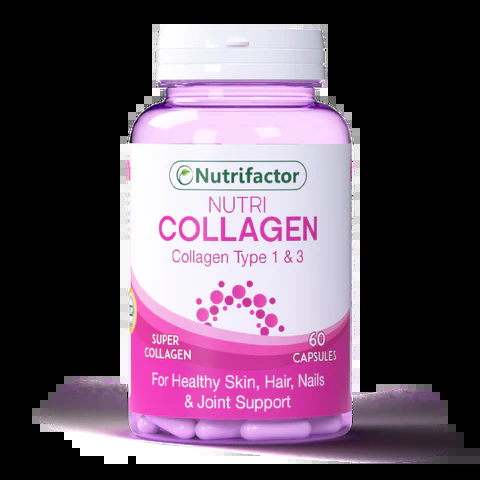 Nutrifactor
NUTRI
COLLAGEN
Collagen Type 1 & 3
SUPER
COLLAGEN
60
CAPSULES
For Healthy Skin, Hair, Nails
& Joint Support